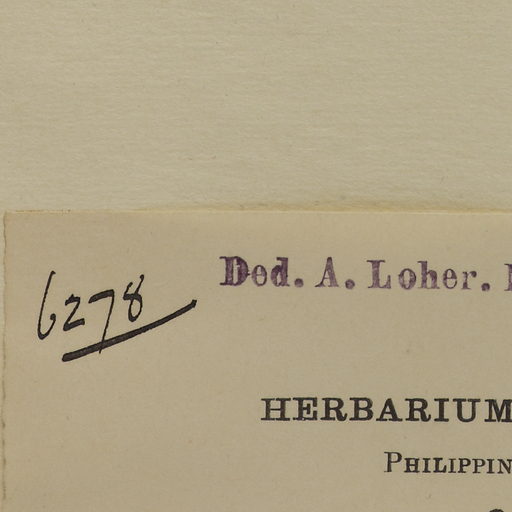 Ded. A. Loher.
6278
HERBARIUM
PHILIPPIN